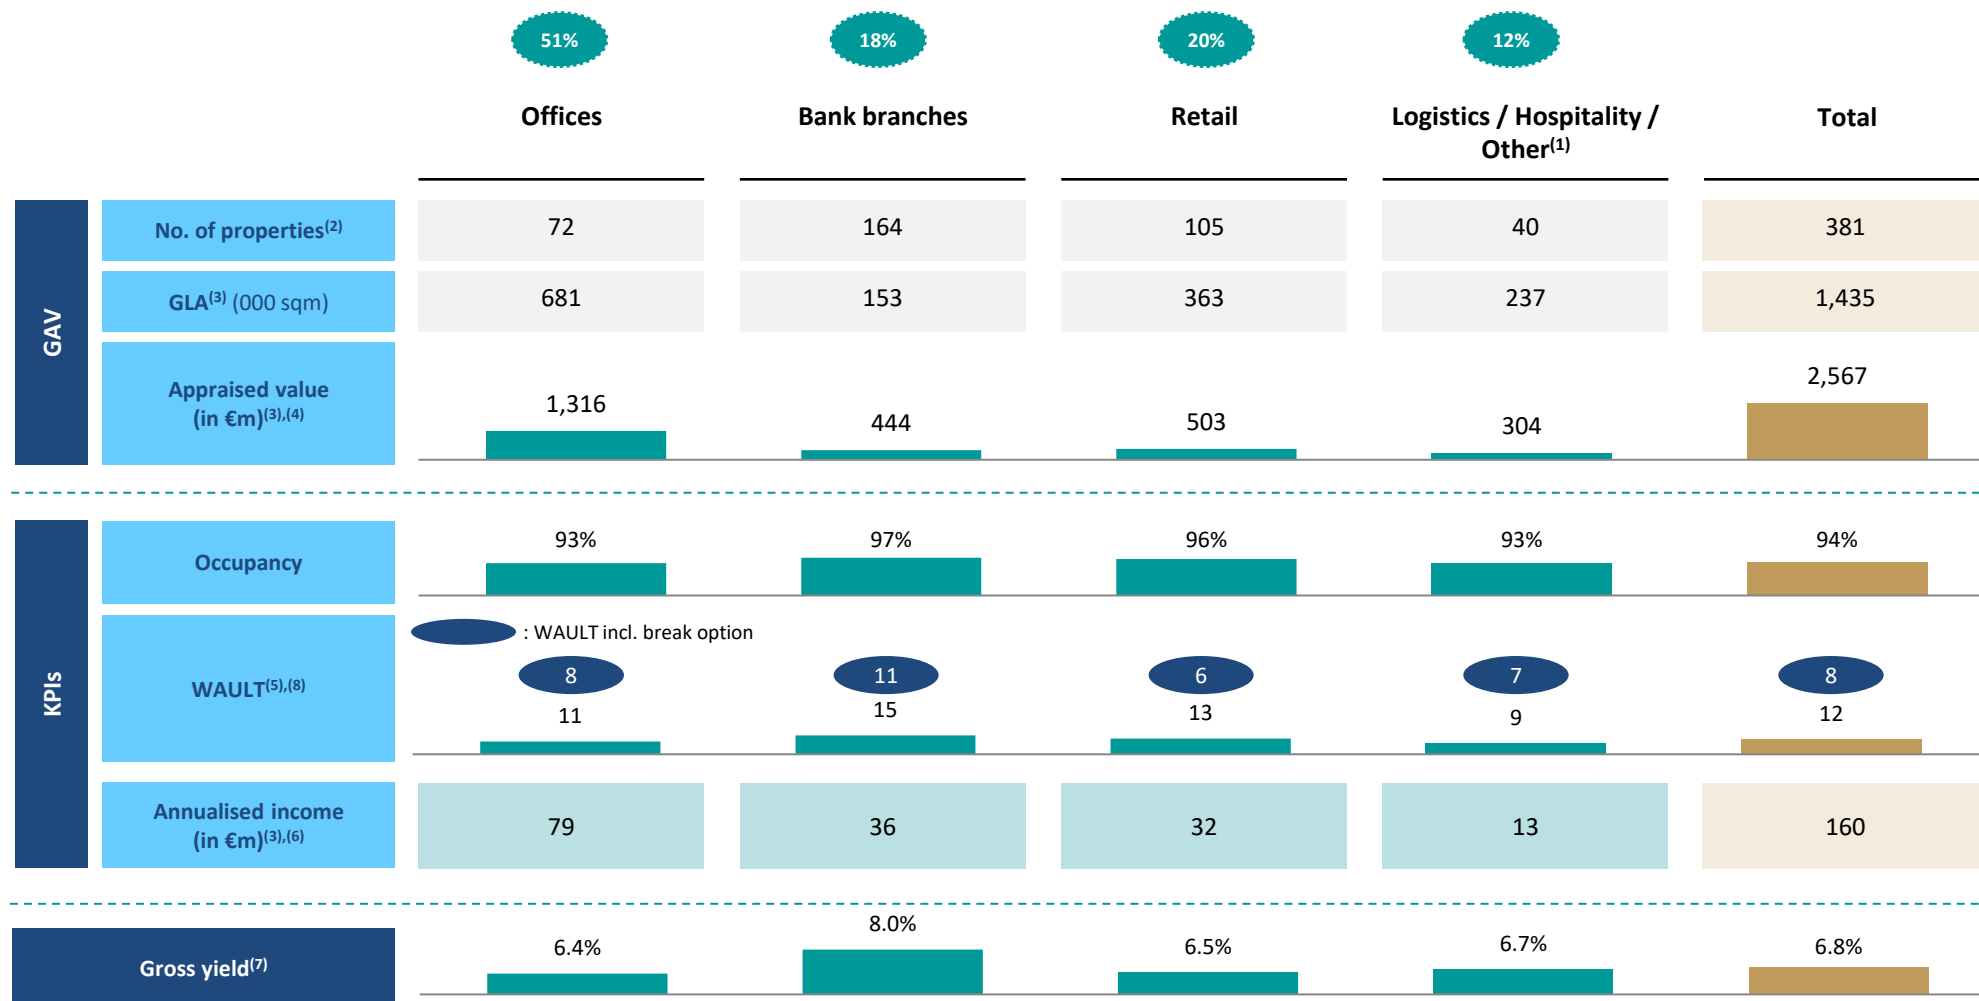 51% 18% 20% 12%
Offices Bank branches Retail Logistics / Hospitality / Total
Other(1)
GAV
No. of properties(2) 72 164 105 40 381
GLA(3) (000 sqm) 681 153 363 237 1,435
Appraised value
(in €m)(3),(4)
1,316 444 503 304 2,567
KPIs
Occupancy 93% 97% 96% 93% 94%
: WAULT incl. break option
WAULT(5),(8)
8 11 6 7 8
11 15 13 9 12
Annualised income
(in €m)(3),(6)
79 36 32 13 160
Gross yield(7) 6.4% 8.0% 6.5% 6.7% 6.8%